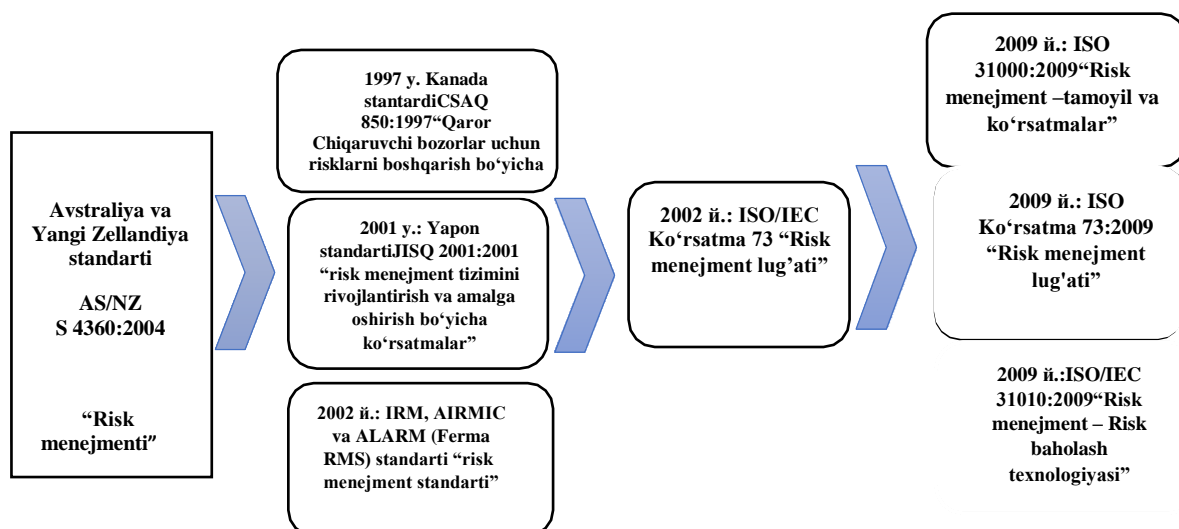 Avstraliya va
Yangi Zellandiya
standarti
AS/NZ
S 4360:2004
“Risk
menejmenti”
1997 y. Kanada
stantardiCSAQ
850:1997“Qaror
Chiqaruvchi bozorlar uchun
risklarni boshqarish bo‘yicha
2001 y.: Yapon
standartiJISQ 2001:2001
“risk menejment tizimini
rivojlantirish va amalga
oshirish bo‘yicha
ko‘rsatmalar”
2002 й.: IRM, AIRMIC
va ALARM (Ferma
RMS) standarti “risk
menejment standarti”
2002 й.: ISO/IEC
Ko‘rsatma 73 “Risk
menejment lug’ati”
2009 й.: ISO
31000:2009“Risk
menejment –tamoyil va
ko‘rsatmalar”
2009 й.: ISO
Ko‘rsatma 73:2009
“Risk menejment
lug'ati”
2009 й.:ISO/IEC
31010:2009“Risk
menejment – Risk
baholash
texnologiyasi”